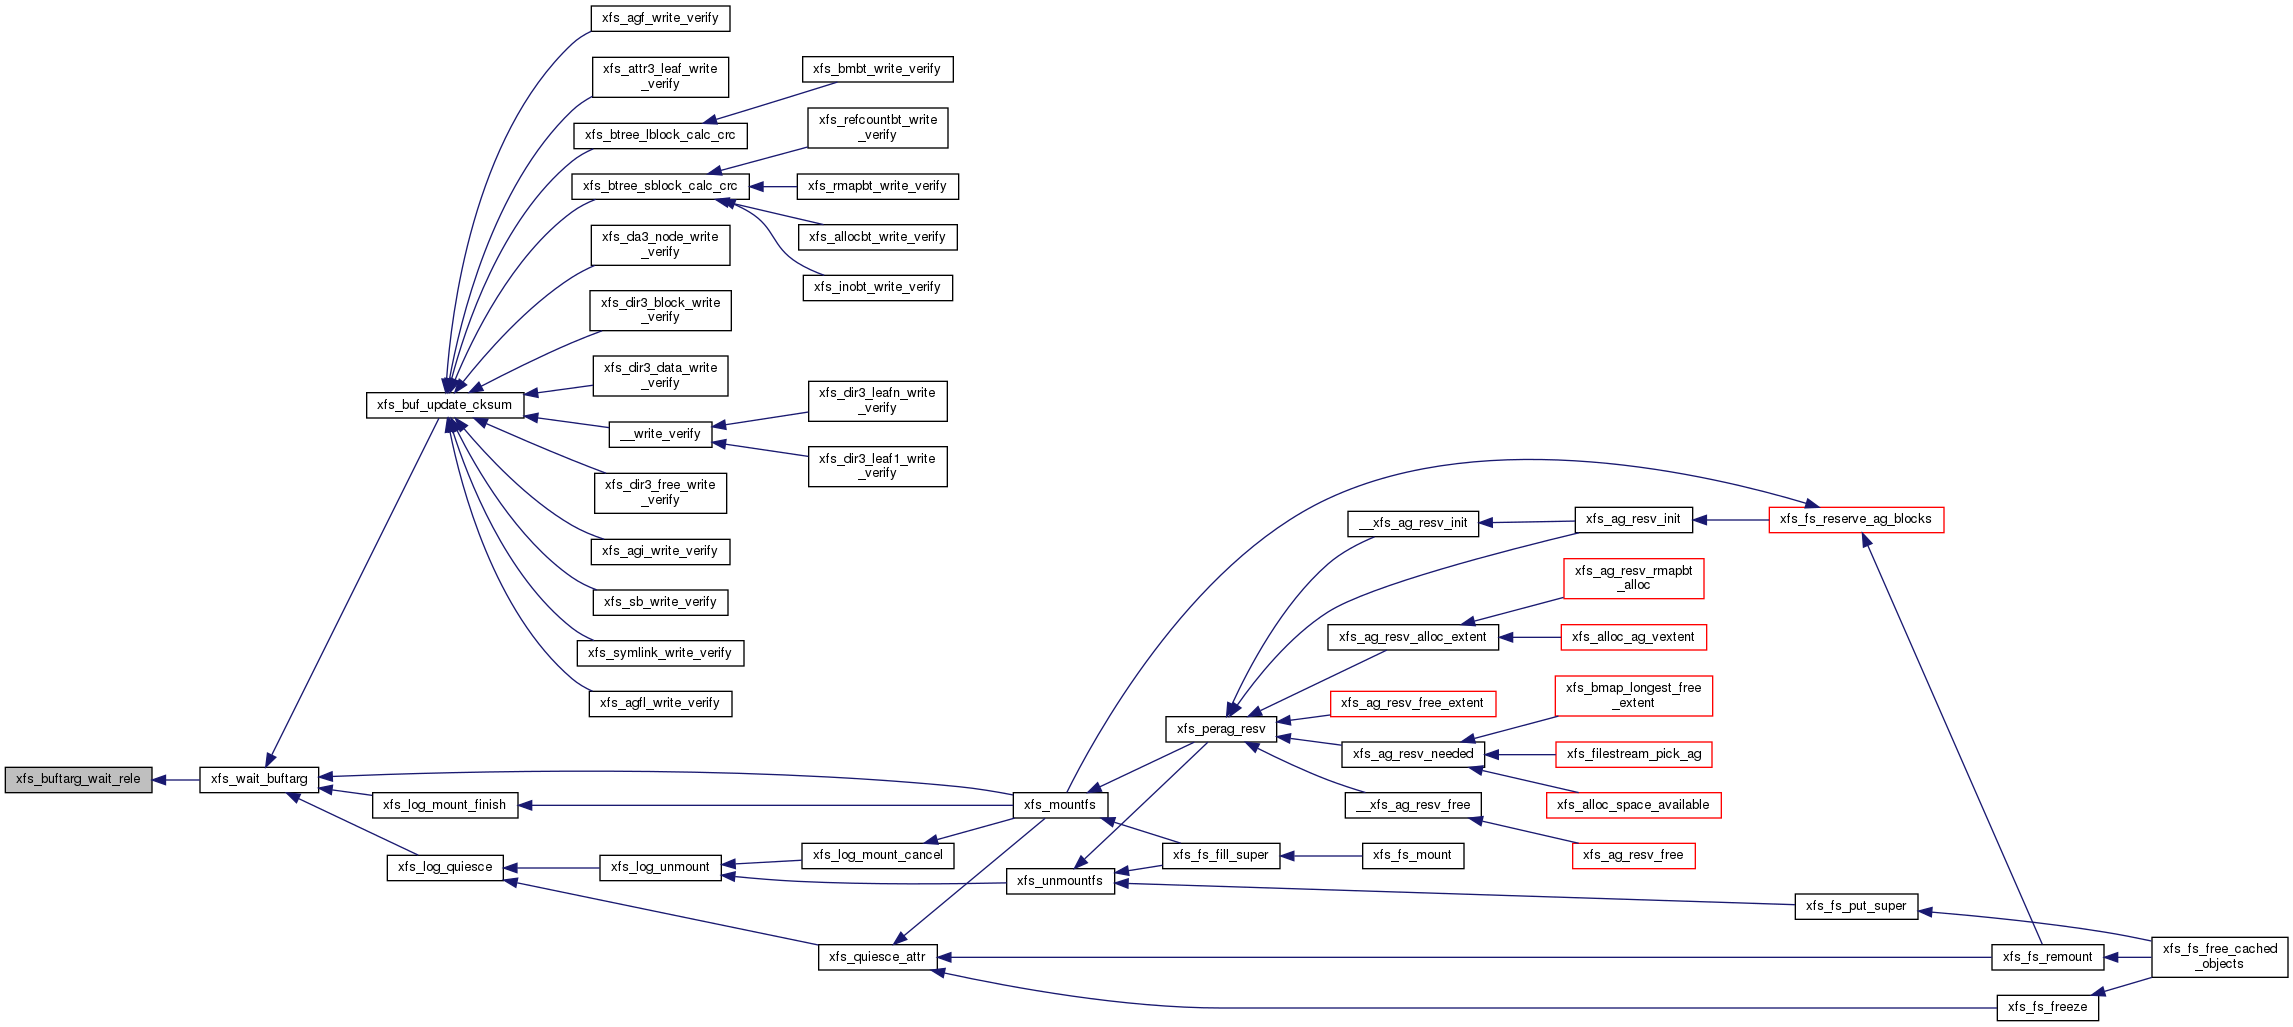 xfs_agf_write_verify
xfs_attr3_leaf_write
_verify
xfs_bmbt_write_verify
xfs_btree_lblock_calc_crc
xfs_refcountbt_write
_verify
xfs_btree_sblock_calc_crc
xfs_rmapbt_write_verify
xfs_allocbt_write_verify
xfs_da3_node_write
_verify
xfs_inobt_write_verify
xfs_dir3_block_write
_verify
xfs_dir3_data_write
_verify
xfs_buf_update_cksum
xfs_dir3_leafn_write
_verify
__write_verify
xfs_dir3_leaf1_write
_verify
xfs_dir3_free_write
_verify
xfs_agi_write_verify
xfs_sb_write_verify
xfs_symlink_write_verify
xfs_agfl_write_verify
__xfs_ag_resv_init
xfs_ag_resv_init
xfs_fs_reserve_ag_blocks
xfs_ag_resv_rmapbt
_alloc
xfs_ag_resv_alloc_extent
xfs_alloc_ag_vextent
xfs_bmap_longest_free
_extent
xfs_ag_resv_free_extent
xfs_perag_resv
xfs_ag_resv_needed
xfs_filestream_pick_ag
xfs_buftarg_wait_rele
xfs_wait_buftarg
xfs_log_mount_finish
xfs_mountfs
__xfs_ag_resv_free
xfs_alloc_space_available
xfs_log_quiesce
xfs_log_unmount
xfs_log_mount_cancel
xfs_fs_fill_super
xfs_fs_mount
xfs_ag_resv_free
xfs_unmountfs
xfs_fs_put_super
xfs_quiesce_attr
xfs_fs_remount
xfs_fs_free_cached
_objects
xfs_fs_freeze